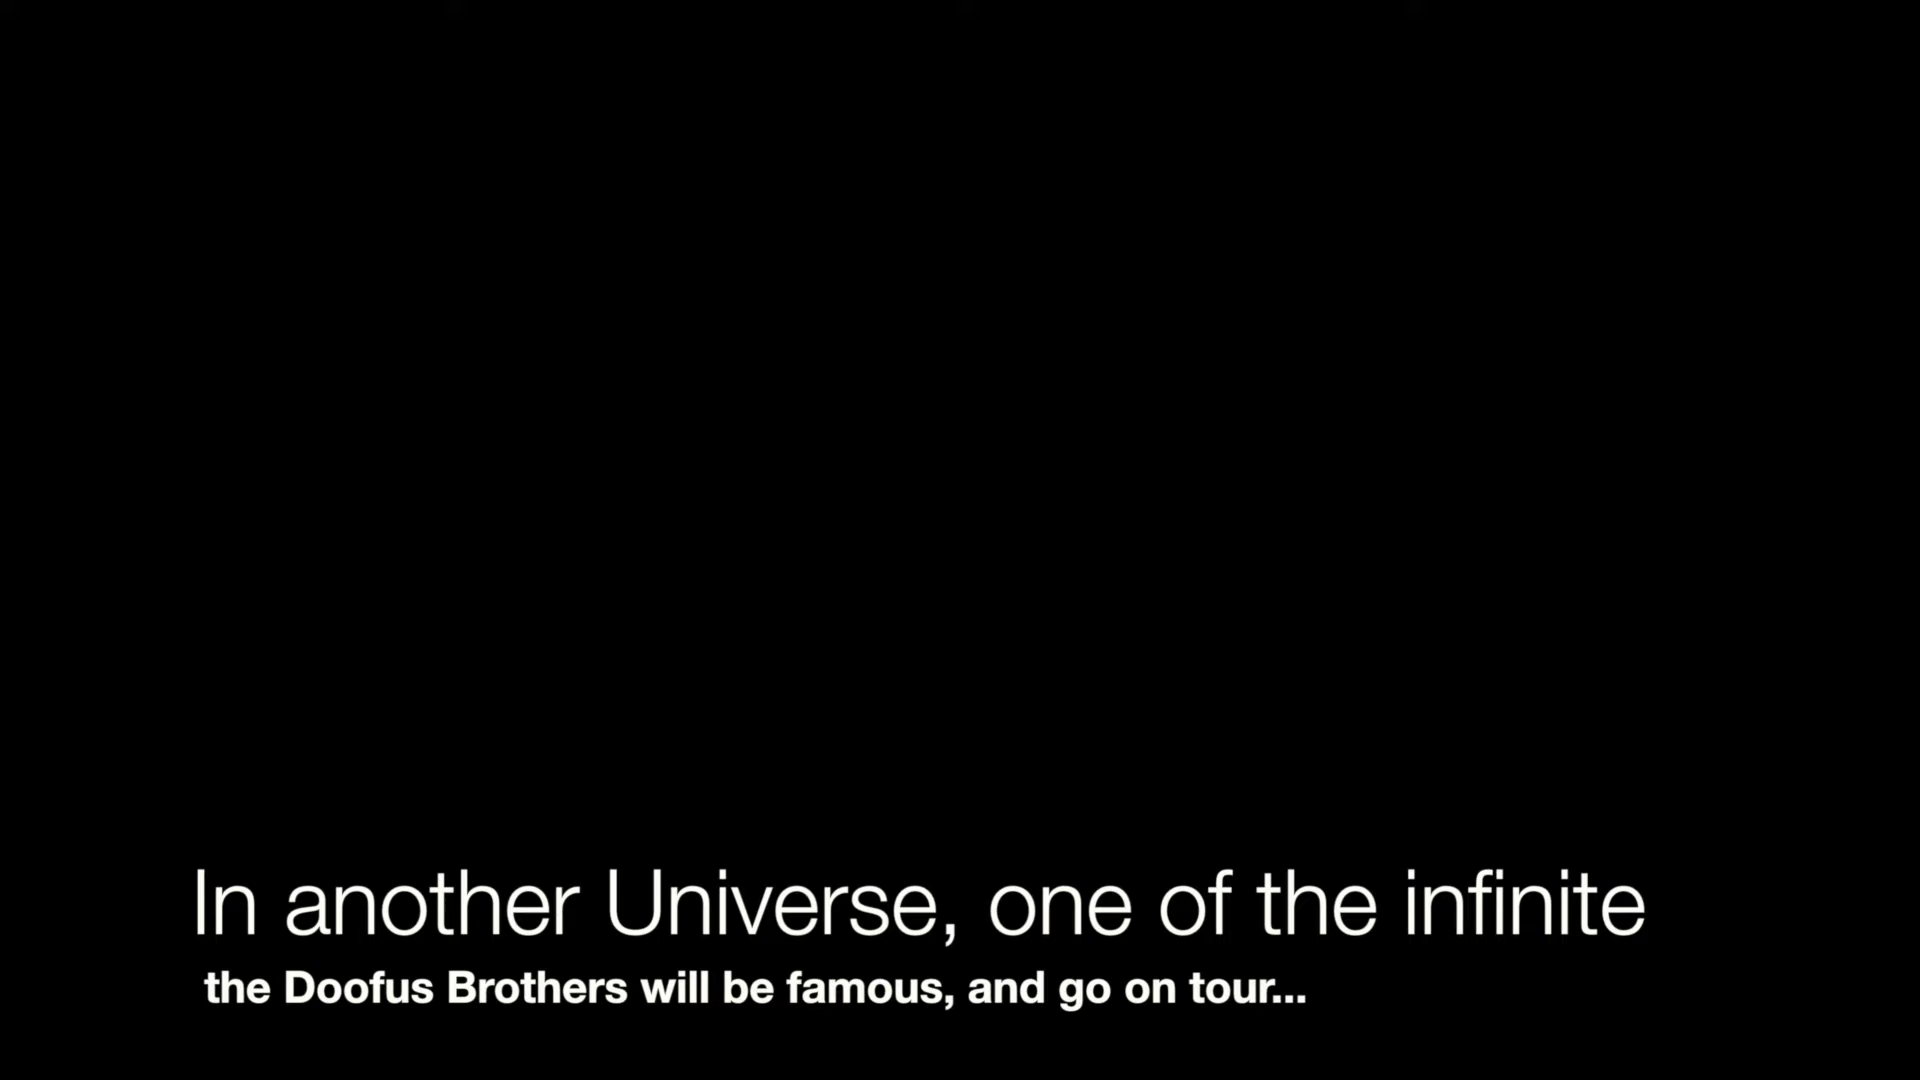 In another Universe, one of the infinite
the Doofus Brothers will be famous, and go on tour...